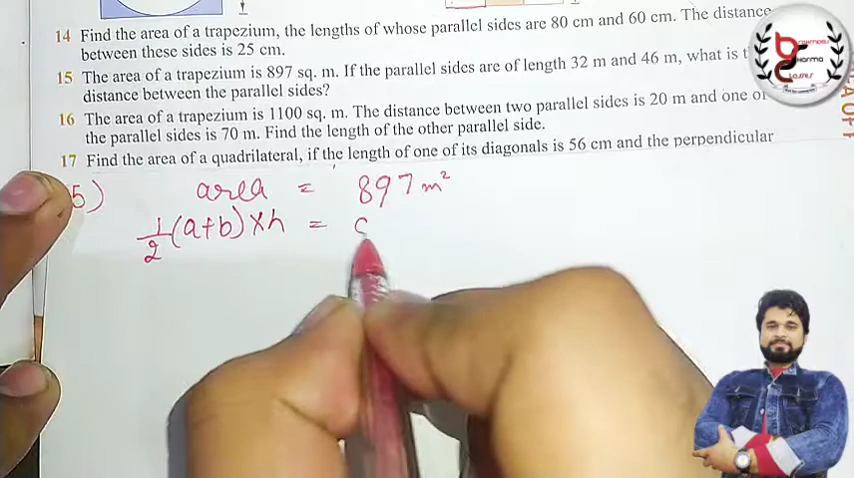 14 Find the area of a trapezium, the lengths of whose parallel sides are 80 cm and 60 cm. The distance
between these sides is 25 cm.
15 The area of a trapezium is 897 sq. m. If the parallel sides are of length 32 m and 46 m, what is t
distance between the parallel sides?
16 The area of a trapezium is 1100 sq. m. The distance between two parallel sides is 20 m and one of
the parallel sides is 70 m. Find the length of the other parallel side.
17 Find the area of a quadrilateral, if the length of one of its diagonals is 56 cm and the perpendicular
5) area = 897 m²
1/2 (a+b) × h =